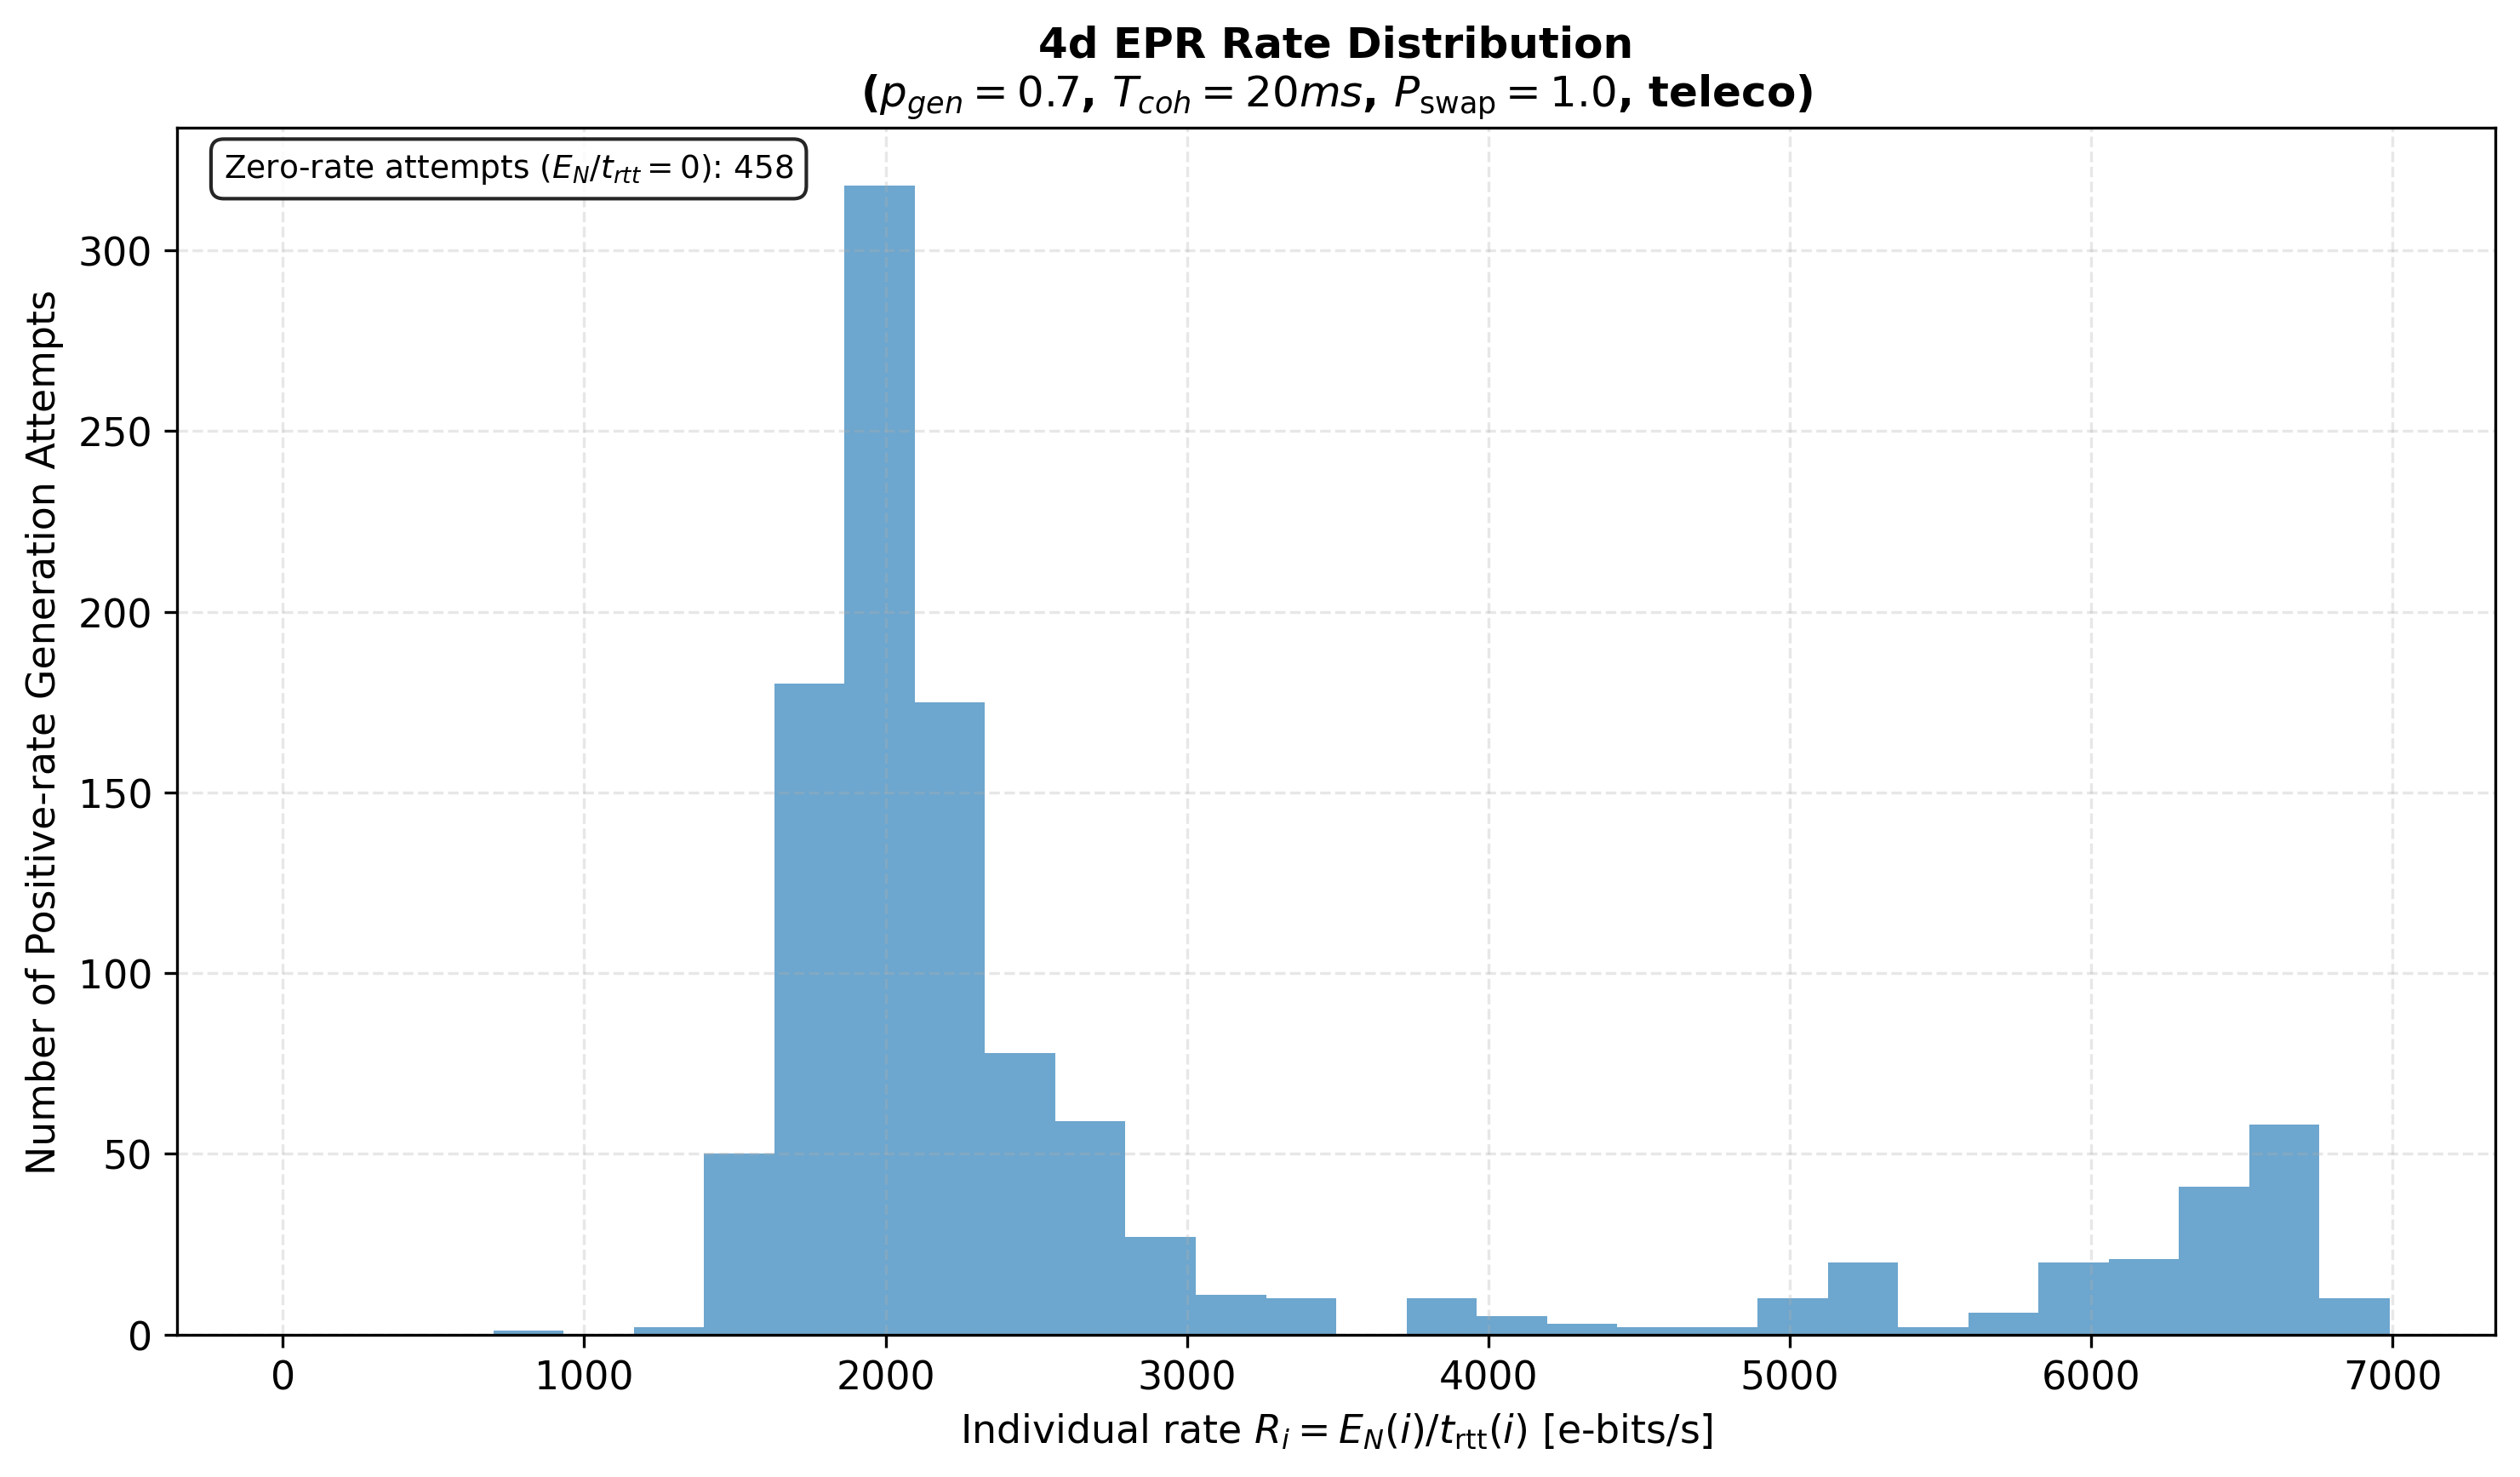 4d EPR Rate Distribution
(p_gen = 0.7, T_coh = 20ms, P_swap = 1.0, teleco)
Zero-rate attempts (E_N/t_rtt = 0): 458
Number of Positive-rate Generation Attempts
300
250
200
150
100
50
0
0 1000 2000 3000 4000 5000 6000 7000
Individual rate R_i = E_N(i)/t_rtt(i) [e-bits/s]